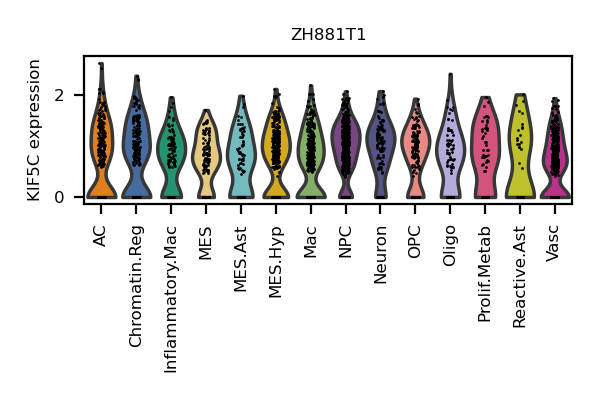 ZH881T1
KIF5C expression
2
0
AC
Chromatin.Reg
Inflammatory.Mac
MES
MES.Ast
MES.Hyp
Mac
NPC
Neuron
OPC
Oligo
Prolif.Metab
Reactive.Ast
Vasc